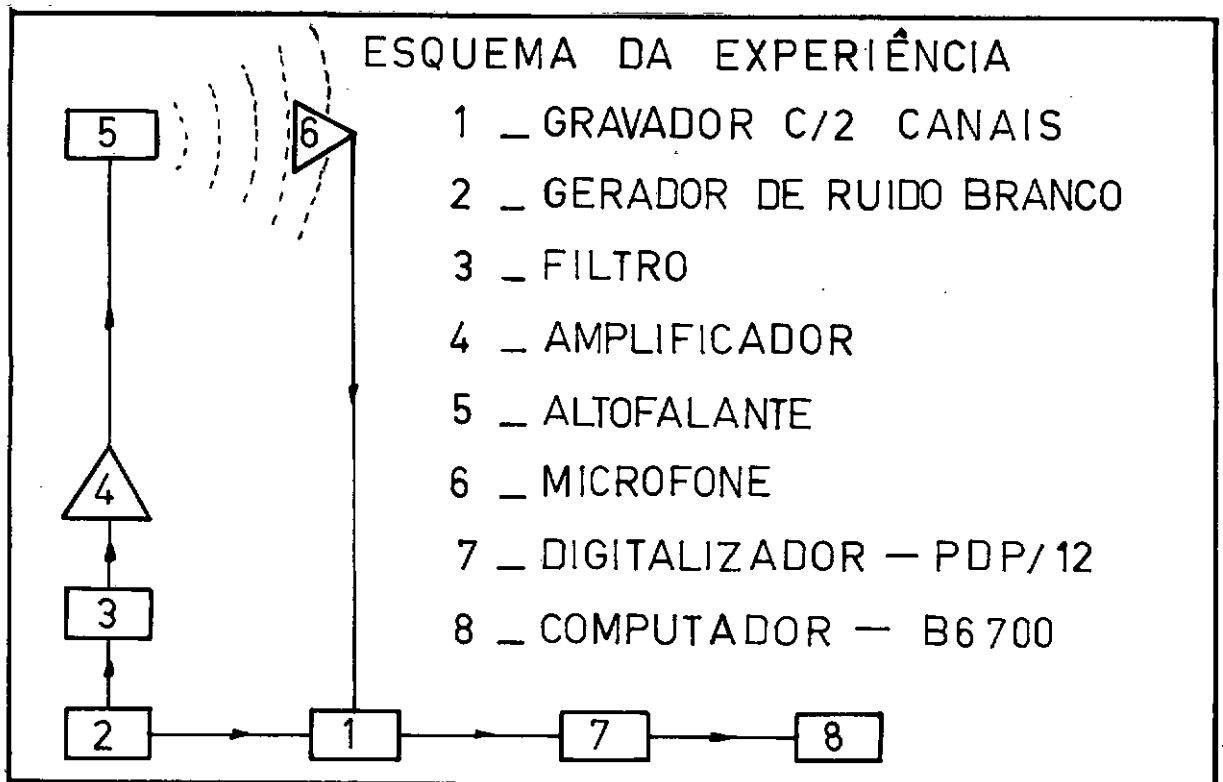 ESQUEMA DA EXPERIÊNCIA
1 _ GRAVADOR C/2 CANAIS
2 _ GERADOR DE RUIDO BRANCO
3 _ FILTRO
4 _ AMPLIFICADOR
5 _ ALTOFALANTE
6 _ MICROFONE
7 _ DIGITALIZADOR — PDP/12
8 _ COMPUTADOR — B6700
5
6
4
3
2
1
7
8